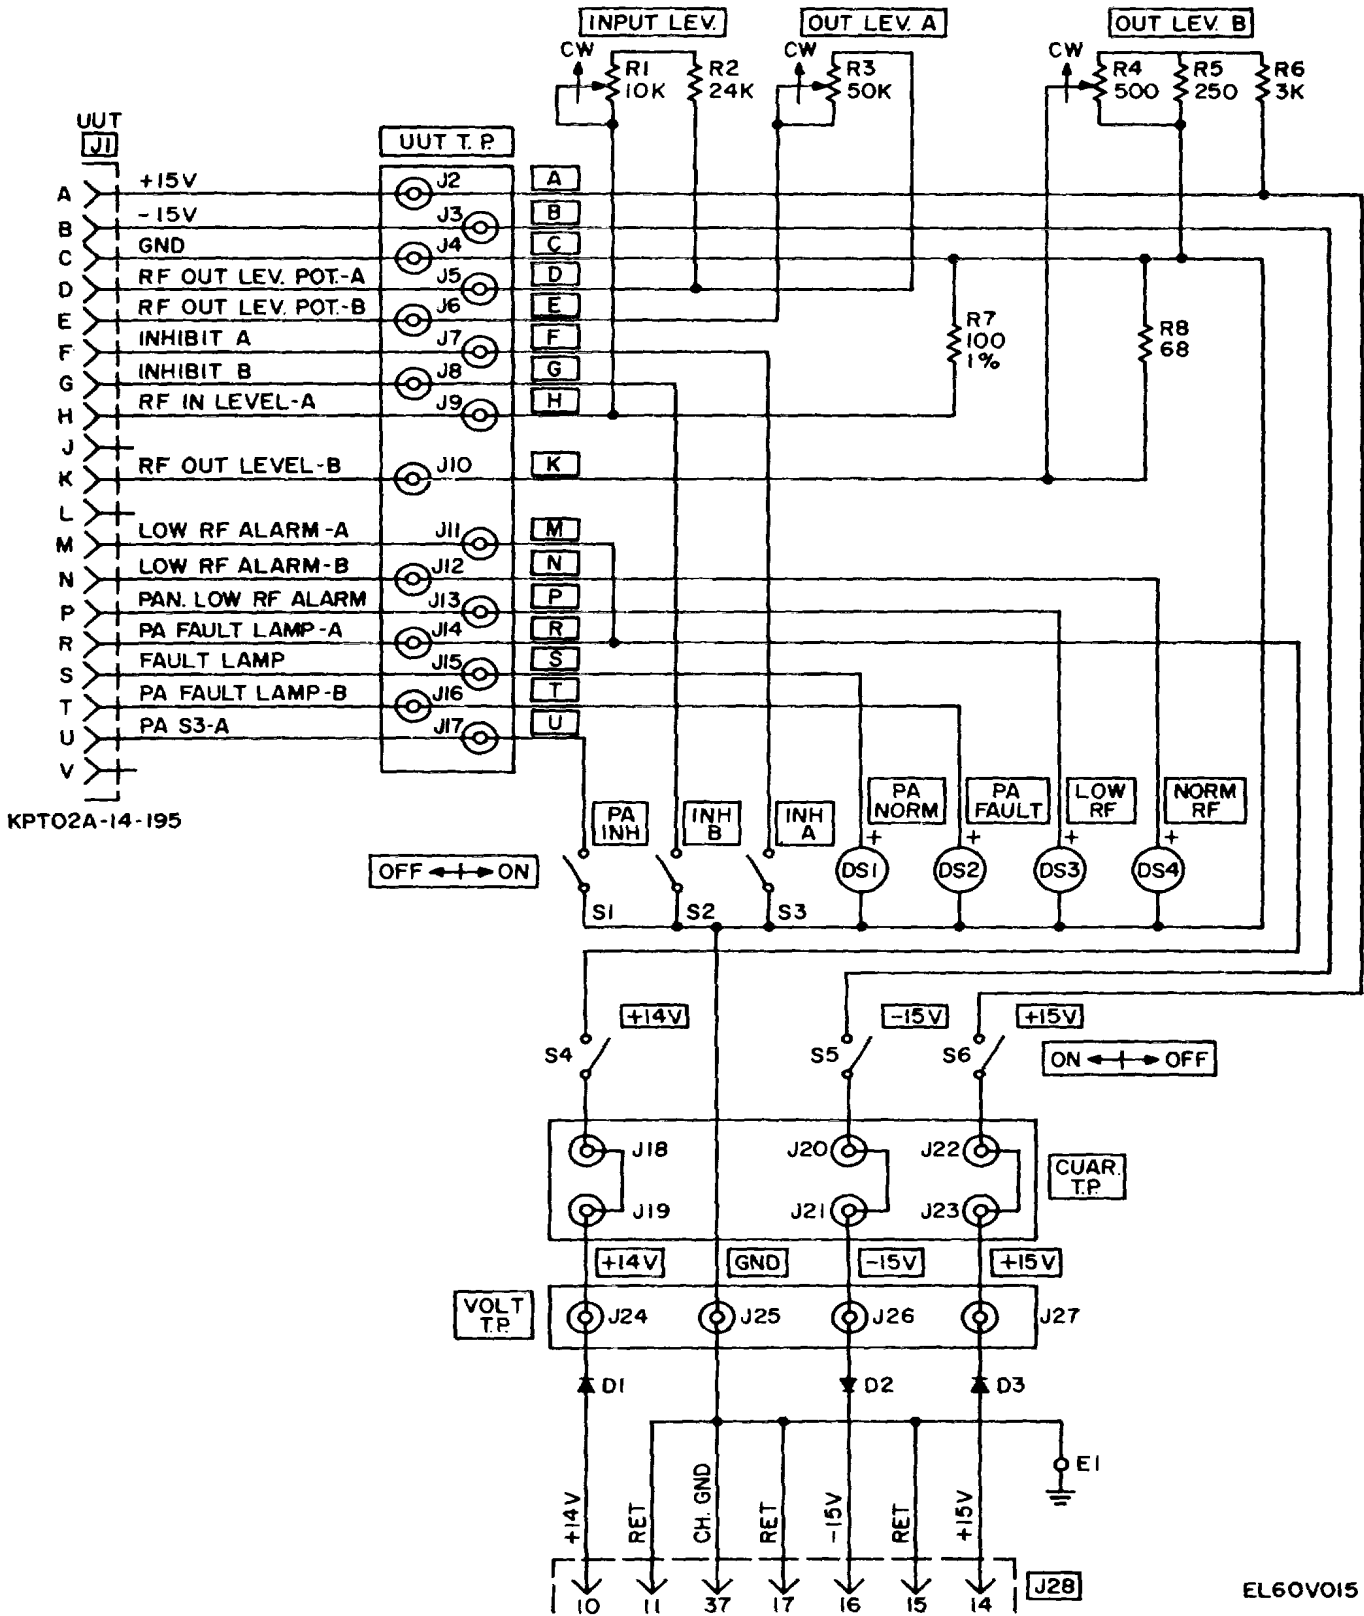 INPUT LEV.
OUT LEV. A
OUT LEV. B
CW
R1
10K
R2
24K
CW
R3
50K
CW
R4
500
R5
250
R6
3K
UUT
J1
UUT T.P.
A
+15V
J2
A
B
-15V
J3
B
C
GND
J4
C
D
RF OUT LEV. POT.-A
J5
D
E
RF OUT LEV. POT.-B
J6
E
F
INHIBIT A
J7
F
G
INHIBIT B
J8
G
H
RF IN LEVEL-A
J9
H
R7
100
1%
R8
68
J
K
RF OUT LEVEL-B
J10
K
L
M
LOW RF ALARM-A
J11
M
N
LOW RF ALARM-B
J12
N
P
PAN. LOW RF ALARM
J13
P
R
PA FAULT LAMP-A
J14
R
S
FAULT LAMP
J15
S
T
PA FAULT LAMP-B
J16
T
U
PA S3-A
J17
U
V
KPT02A-14-195
PA
INH
INH
B
INH
A
PA
NORM
PA
FAULT
LOW
RF
NORM
RF
+
+
+
+
OFF ON
DS1
DS2
DS3
DS4
S1
S2
S3
+14V
-15V
+15V
S4
S5
S6
ON OFF
J18
J20
J22
CUAR.
T.P.
J19
J21
J23
+14V
GND
-15V
+15V
VOLT
T.P.
J24
J25
J26
J27
D1
D2
D3
E1
+14V
RET
CH. GND
RET
-15V
RET
+15V
10
11
37
17
16
15
14
J28
EL60V015